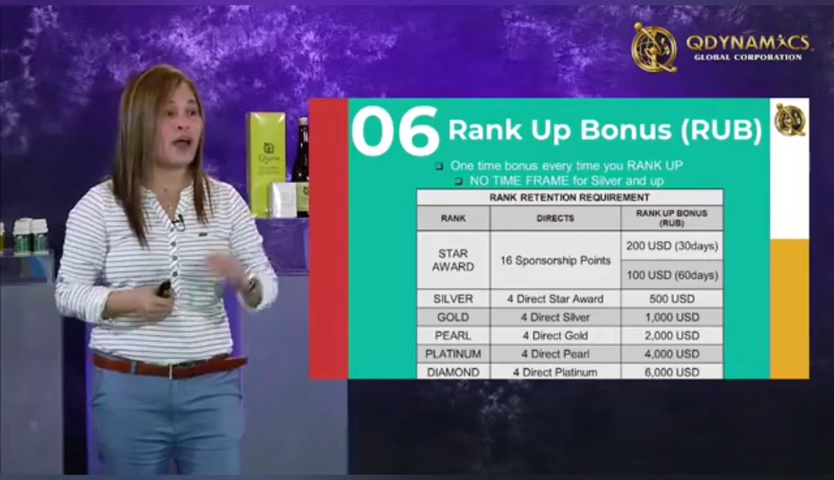 QDYNAMICS
GLOBAL CORPORATION
06 Rank Up Bonus (RUB)
One time bonus every time you RANK UP
NO TIME FRAME for Silver and up
RANK RETENTION REQUIREMENT
RANK DIRECTS RANK UP BONUS (RUB)
STAR AWARD 16 Sponsorship Points 200 USD (30days)
100 USD (60days)
SILVER 4 Direct Star Award 500 USD
GOLD 4 Direct Silver 1,000 USD
PEARL 4 Direct Gold 2,000 USD
PLATINUM 4 Direct Pearl 4,000 USD
DIAMOND 4 Direct Platinum 6,000 USD